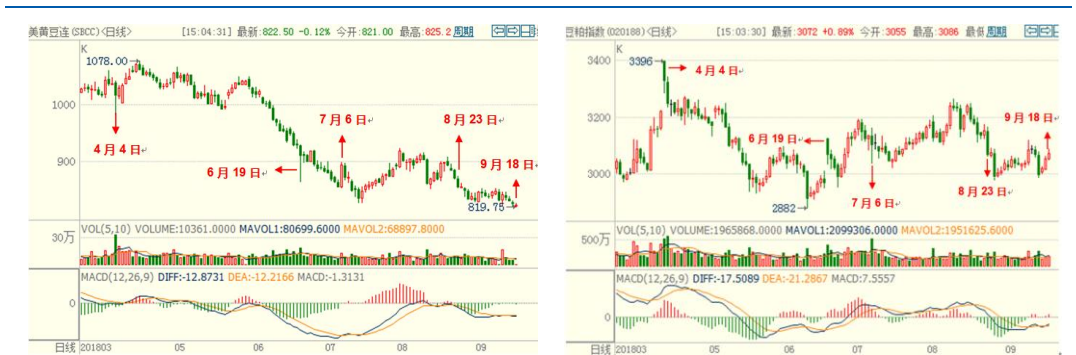 美黄豆连(SBCC)<日线> [15:04:31] 最新:822.50 -0.12% 今开:821.00 最高:825.2 周期
K
1078.00
1000
900
4月4日
6月19日
7月6日
8月23日
9月18日
819.75
VOL(5,10) VOLUME:10361.0000 MAVOL1:80699.6000 MAVOL2:68897.8000
30万
MACD(12,26,9) DIFF:-12.8731 DEA:-12.2166 MACD:-1.3131
0
日线 201803 05 06 07 08 09
豆粕指数(020188)<日线> [15:03:30] 最新:3072 +0.89% 今开:3055 最高:3086 最低 周期
K
3400
3396
4月4日
3200
6月19日
9月18日
3000
8月23日
7月6日
2882
VOL(5,10) VOLUME:1965868.0000 MAVOL1:2099306.0000 MAVOL2:1951625.6000
500万
MACD(12,26,9) DIFF:-17.5089 DEA:-21.2867 MACD:7.5557
0
日线 201803 05 06 07 08 09